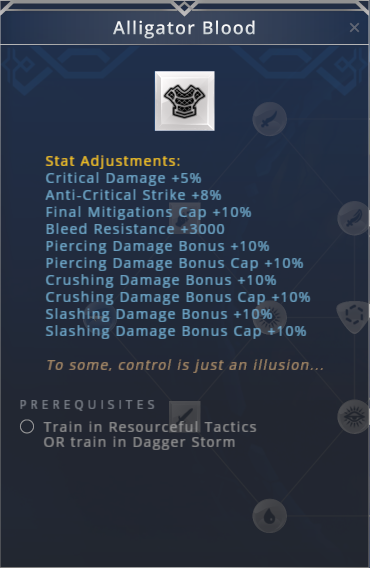 Alligator Blood
Stat Adjustments:
Critical Damage +5%
Anti-Critical Strike +8%
Final Mitigations Cap +10%
Bleed Resistance +3000
Piercing Damage Bonus +10%
Piercing Damage Bonus Cap +10%
Crushing Damage Bonus +10%
Crushing Damage Bonus Cap +10%
Slashing Damage Bonus +10%
Slashing Damage Bonus Cap +10%
To some, control is just an illusion...
PREREQUISITES
Train in Resourceful Tactics
OR train in Dagger Storm